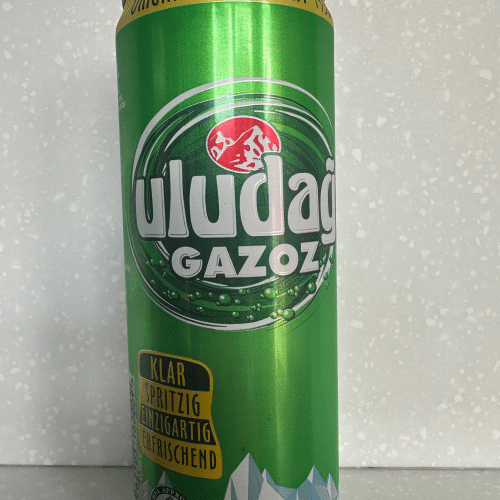 uludağ
GAZOZ
KLAR
SPRITZIG
EINZIGARTIG
ERFRISCHEND